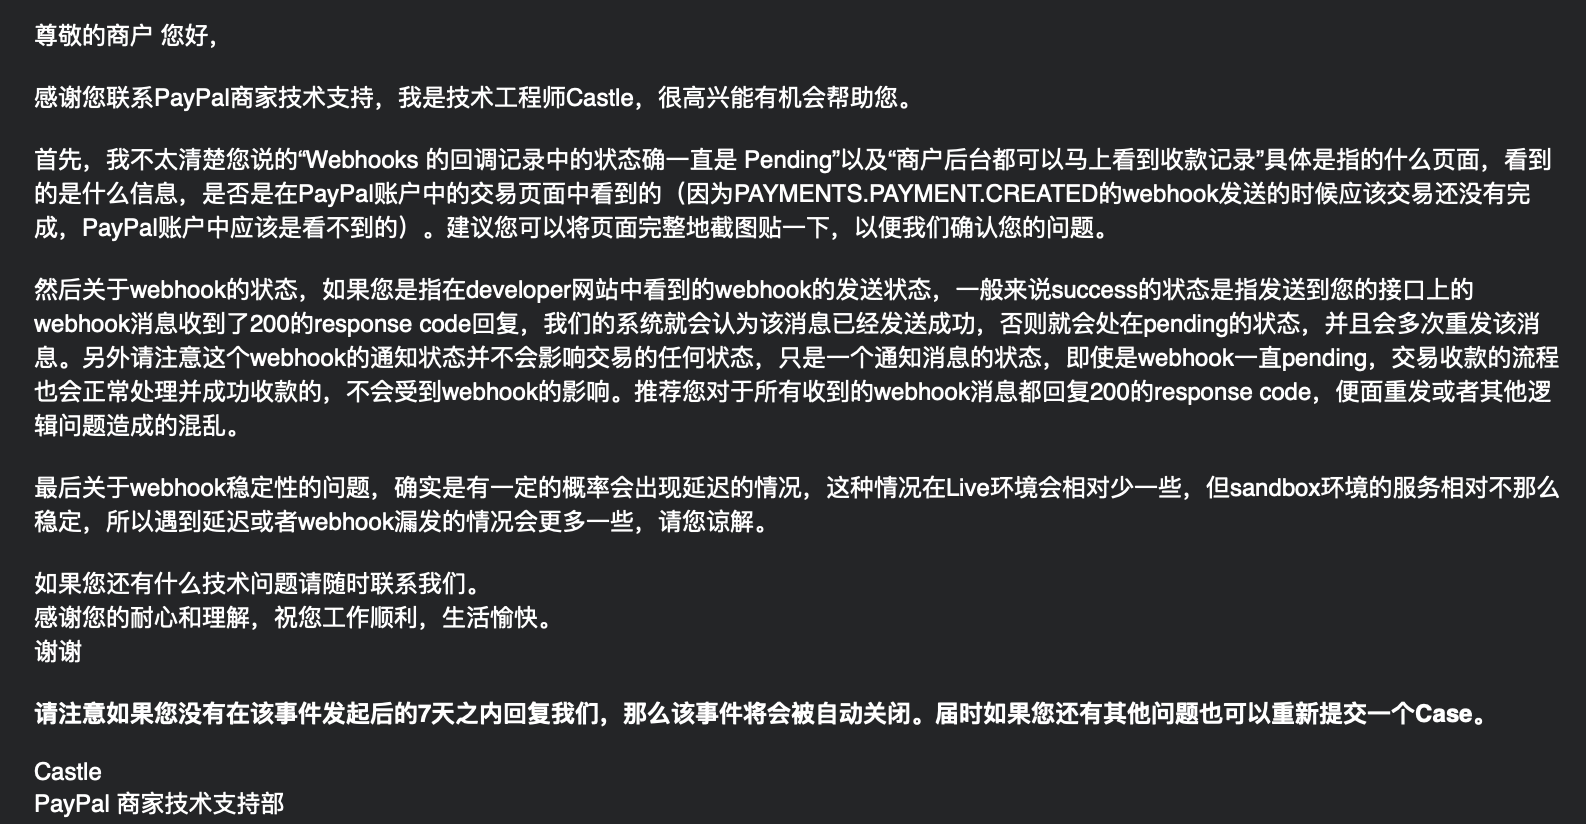 尊敬的商户 您好，
感谢您联系PayPal商家技术支持，我是技术工程师Castle，很高兴能有机会帮助您。
首先，我不太清楚您说的“Webhooks 的回调记录中的状态确一直是 Pending”以及“商户后台都可以马上看到收款记录”具体是指的什么页面，看到
的是什么信息，是否是在PayPal账户中的交易页面中看到的（因为PAYMENTS.PAYMENT.CREATED的webhook发送的时候应该交易还没有完
成，PayPal账户中应该是看不到的）。建议您可以将页面完整地截图贴一下，以便我们确认您的问题。
然后关于webhook的状态，如果您是指在developer网站中看到的webhook的发送状态，一般来说success的状态是指发送到您的接口上的
webhook消息收到了200的response code回复，我们的系统就会认为该消息已经发送成功，否则就会处在pending的状态，并且会多次重发该消
息。另外请注意这个webhook的通知状态并不会影响交易的任何状态，只是一个通知消息的状态，即使是webhook一直pending，交易收款的流程
也会正常处理并成功收款的，不会受到webhook的影响。推荐您对于所有收到的webhook消息都回复200的response code，便面重发或者其他逻
辑问题造成的混乱。
最后关于webhook稳定性的问题，确实是有一定的概率会出现延迟的情况，这种情况在Live环境会相对少一些，但sandbox环境的服务相对不那么
稳定，所以遇到延迟或者webhook漏发的情况会更多一些，请您谅解。
如果您还有什么技术问题请随时联系我们。
感谢您的耐心和理解，祝您工作顺利，生活愉快。
谢谢
请注意如果您没有在该事件发起后的7天之内回复我们，那么该事件将会被自动关闭。届时如果您还有其他问题也可以重新提交一个Case。
Castle
PayPal 商家技术支持部